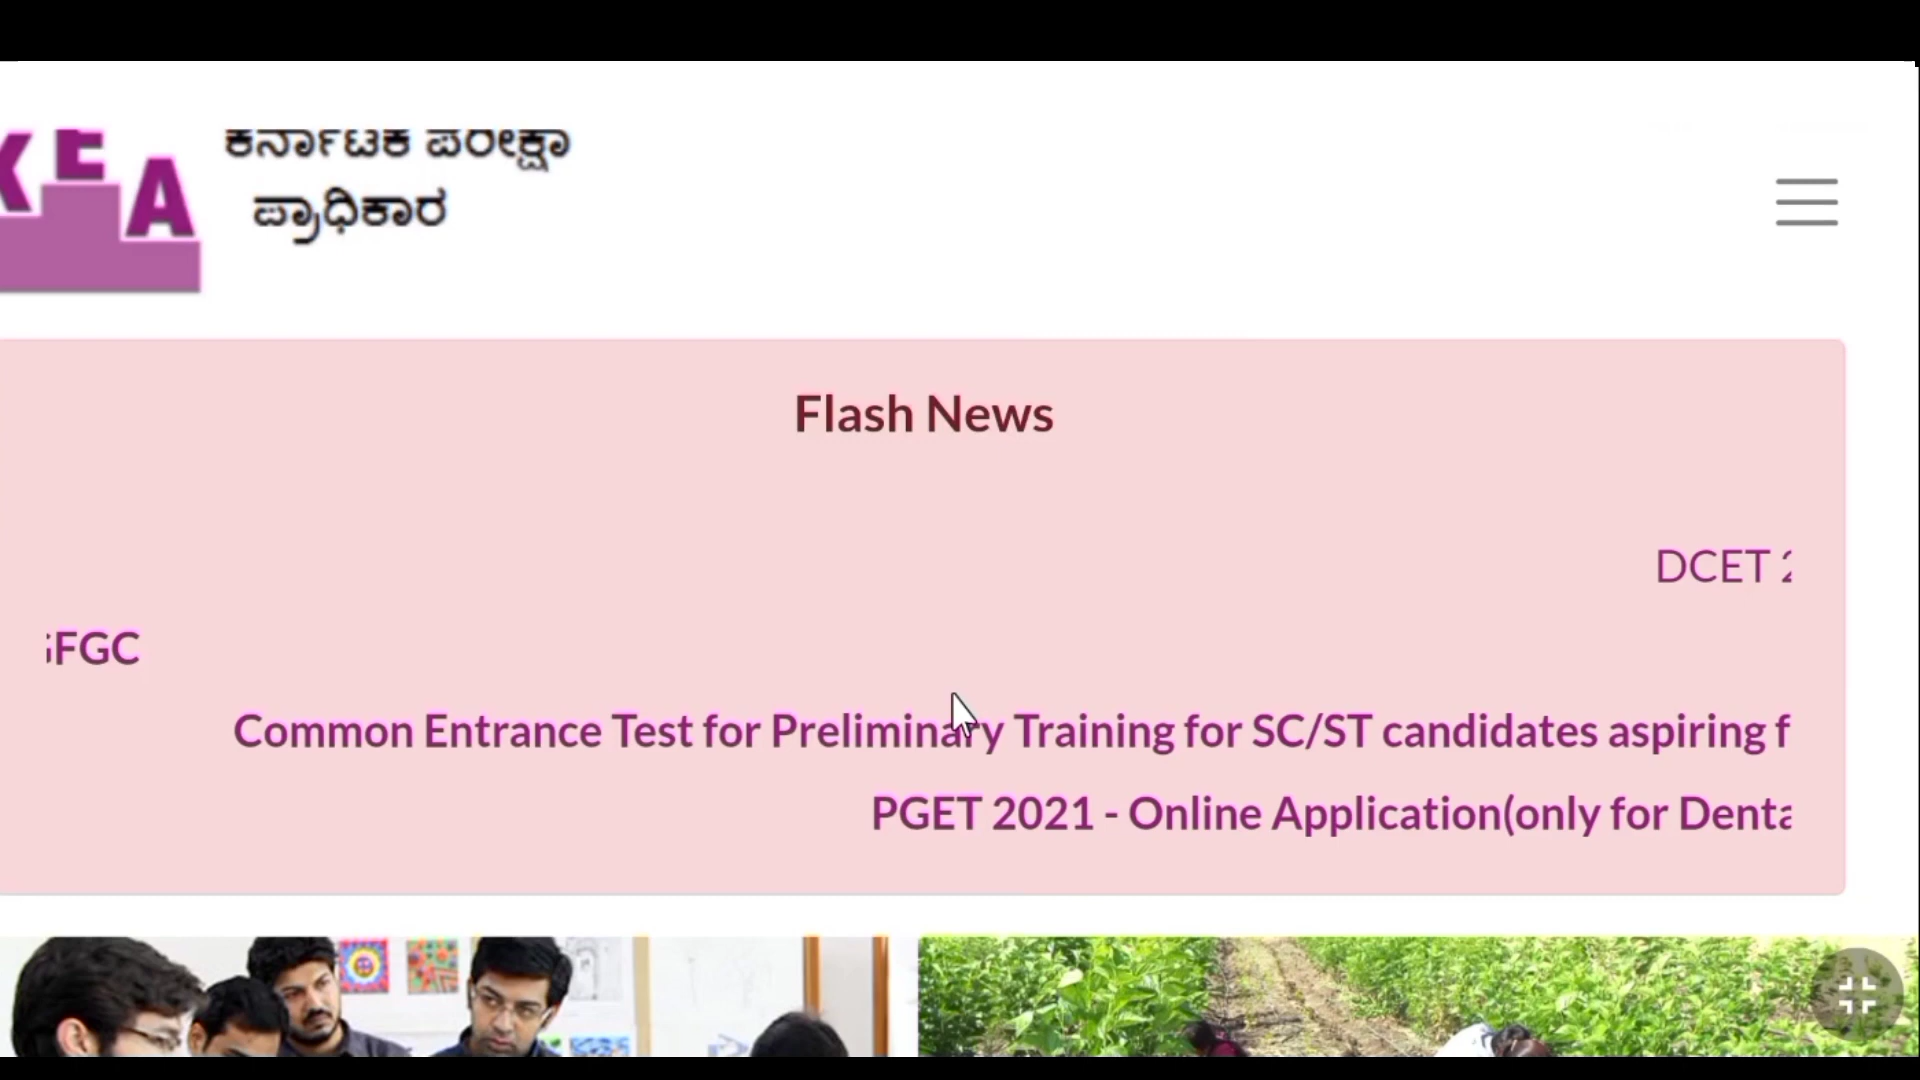 KEA
ಕರ್ನಾಟಕ ಪರೀಕ್ಷಾ
ಪ್ರಾಧಿಕಾರ
Flash News
DCET
FGC
Common Entrance Test for Preliminary Training for SC/ST candidates aspiring f
PGET 2021 - Online Application(only for Denta